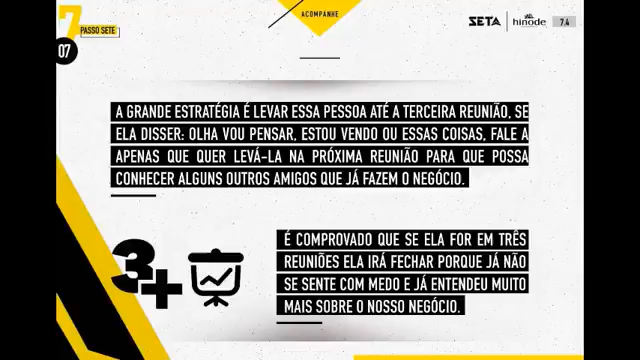 7
PASSO SETE
07
ACOMPANHE
SETA
hinode
7.4
A GRANDE ESTRATÉGIA É LEVAR ESSA PESSOA ATÉ A TERCEIRA REUNIÃO, SE
ELA DISSER: OLHA VOU PENSAR, ESTOU VENDO OU ESSAS COISAS, FALE A
APENAS QUE QUER LEVÁ-LA NA PRÓXIMA REUNIÃO PARA QUE POSSA
CONHECER ALGUNS OUTROS AMIGOS QUE JÁ FAZEM O NEGÓCIO.
3+
É COMPROVADO QUE SE ELA FOR EM TRÊS
REUNIÕES ELA IRÁ FECHAR PORQUE JÁ NÃO
SE SENTE COM MEDO E JÁ ENTENDEU MUITO
MAIS SOBRE O NOSSO NEGÓCIO.